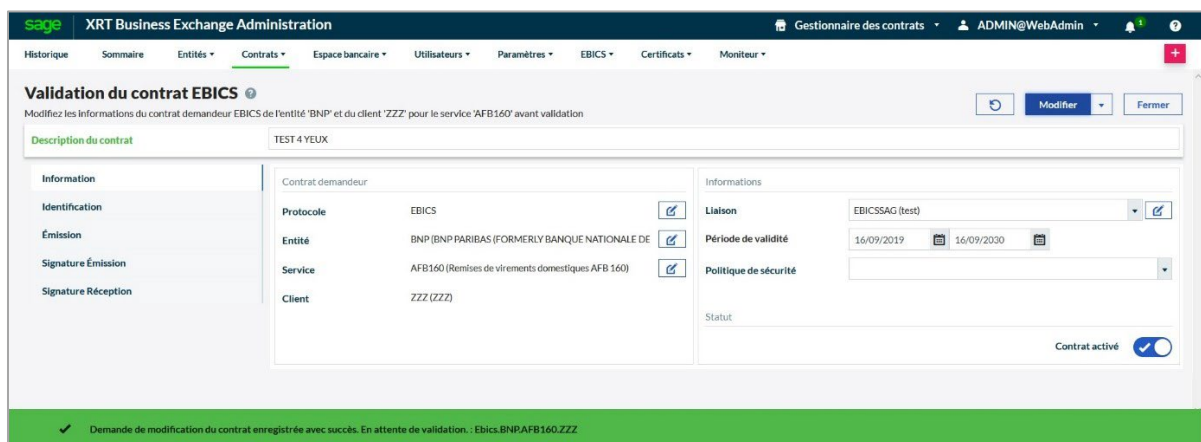 sage XRT Business Exchange Administration Gestionnaire des contrats ADMIN@WebAdmin 1 ?
Historique Sommaire Entités Contrats Espace bancaire Utilisateurs Paramètres EBICS Certificats Moniteur +
Validation du contrat EBICS ?
Modifiez les informations du contrat demandeur EBICS de l'entité 'BNP' et du client 'ZZZ' pour le service 'AFB160' avant validation
Modifier Fermer
Description du contrat TEST 4 YEUX
Information
Identification
Émission
Signature Émission
Signature Réception
Contrat demandeur
Protocole EBICS
Entité BNP (BNP PARIBAS (FORMERLY BANQUE NATIONALE DE
Service AFB160 (Remises de virements domestiques AFB 160)
Client ZZZ (ZZZ)
Informations
Liaison EBICSSAG (test)
Période de validité 16/09/2019 16/09/2030
Politique de sécurité
Statut
Contrat activé
Demande de modification du contrat enregistrée avec succès. En attente de validation. : Ebics.BNP.AFB160.ZZZ